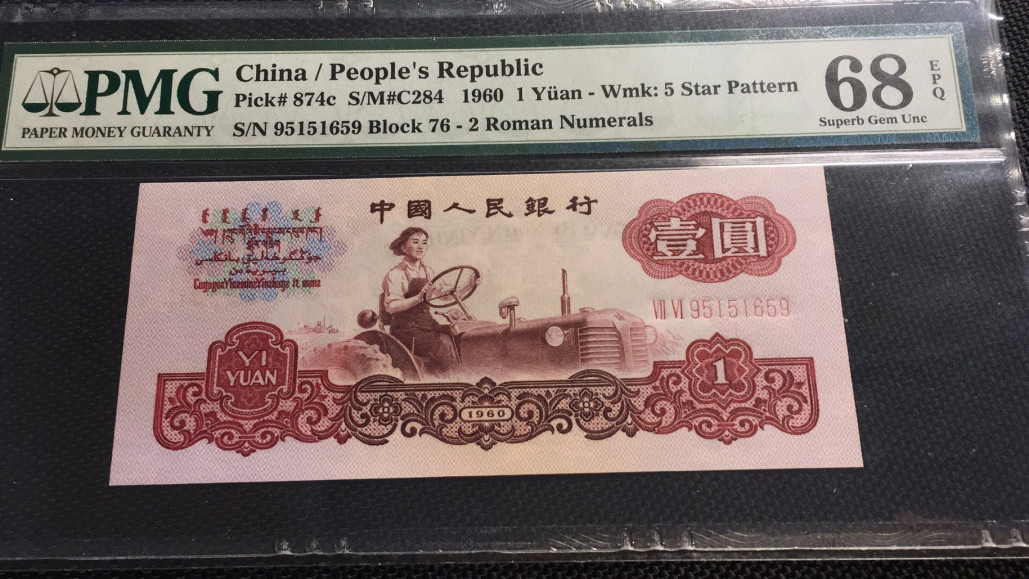 PMG
PAPER MONEY GUARANTY
China / People's Republic
Pick# 874c S/M#C284 1960 1 Yüan - Wmk: 5 Star Pattern
S/N 95151659 Block 76 - 2 Roman Numerals
68
EPQ
Superb Gem Unc
中國人民銀行
壹圓
VII VI 95151659
YI
YUAN
1960
1